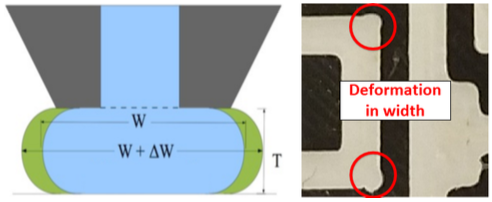 W
W + ΔW
T
Deformation
in width